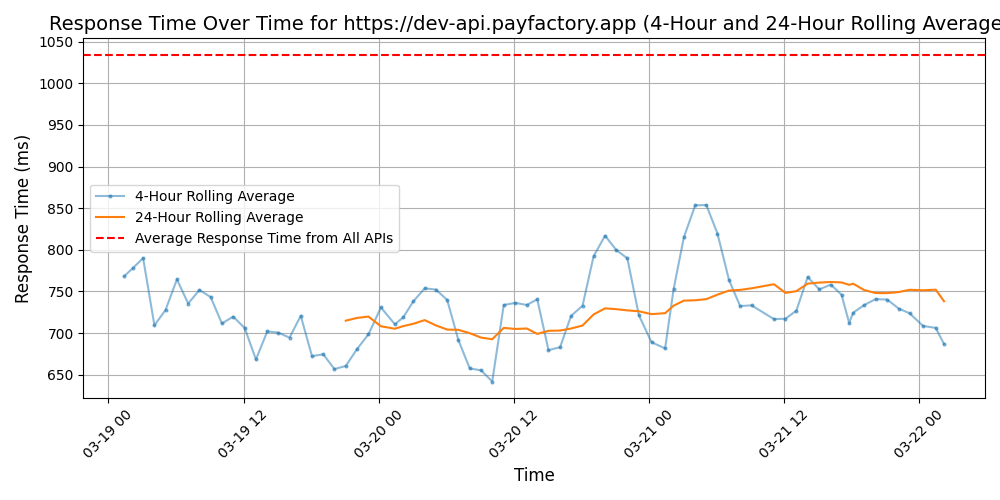 Response Time Over Time for https://dev-api.payfactory.app (4-Hour and 24-Hour Rolling Average
1050
1000
950
900
850
800
750
700
650
Response Time (ms)
4-Hour Rolling Average
24-Hour Rolling Average
Average Response Time from All APIs
03-19 00
03-19 12
03-20 00
03-20 12
03-21 00
03-21 12
03-22 00
Time